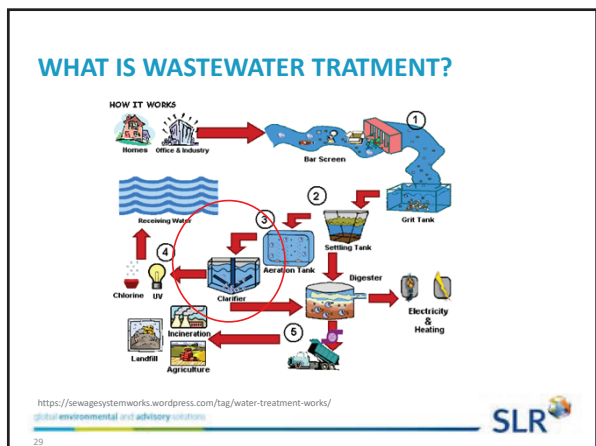 WHAT IS WASTEWATER TRATMENT?
HOW IT WORKS
Homes Office & Industry
Bar Screen
1
Grit Tank
2
Settling Tank
3
Aeration Tank
Receiving Water
4
Chlorine UV
Clarifier
Digester
Electricity
&
Heating
5
Incineration
Landfill
Agriculture
https://sewagesystemworks.wordpress.com/tag/water-treatment-works/
global environmental and advisory solutions
SLR
29